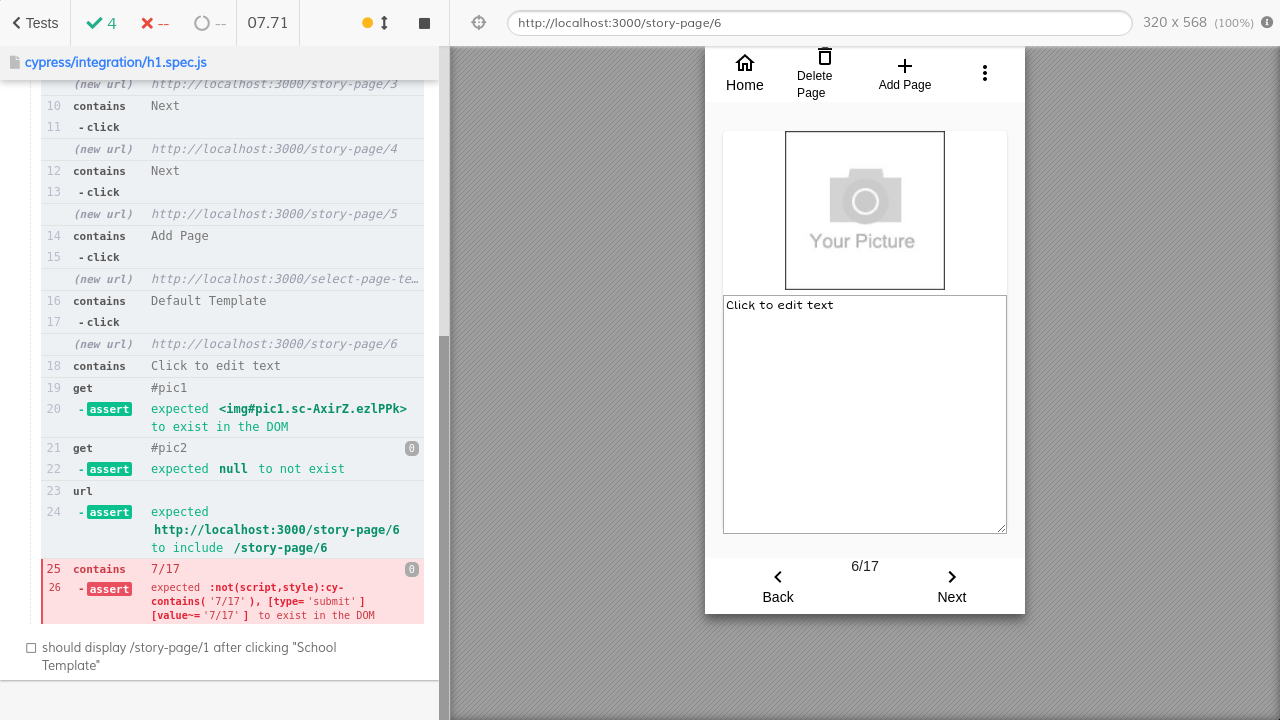 Tests
4
--
--
07.71
http://localhost:3000/story-page/6
320 x 568 (100%)
cypress/integration/h1.spec.js
(new url) http://localhost:3000/story-page/3
10 contains Next
11 - click
(new url) http://localhost:3000/story-page/4
12 contains Next
13 - click
(new url) http://localhost:3000/story-page/5
14 contains Add Page
15 - click
(new url) http://localhost:3000/select-page-te…
16 contains Default Template
17 - click
(new url) http://localhost:3000/story-page/6
18 contains Click to edit text
19 get #pic1
20 - assert expected <img#pic1.sc-AxirZ.ezlPPk>
to exist in the DOM
21 get #pic2 0
22 - assert expected null to not exist
23 url
24 - assert expected
http://localhost:3000/story-page/6
to include /story-page/6
25 contains 7/17 0
26 - assert expected :not(script,style):cy-
contains( '7/17' ), [type= 'submit' ]
[value~= '7/17' ] to exist in the DOM
should display /story-page/1 after clicking "School
Template"
Home
Delete
Page
Add Page
Your Picture
Click to edit text
6/17
Back
Next